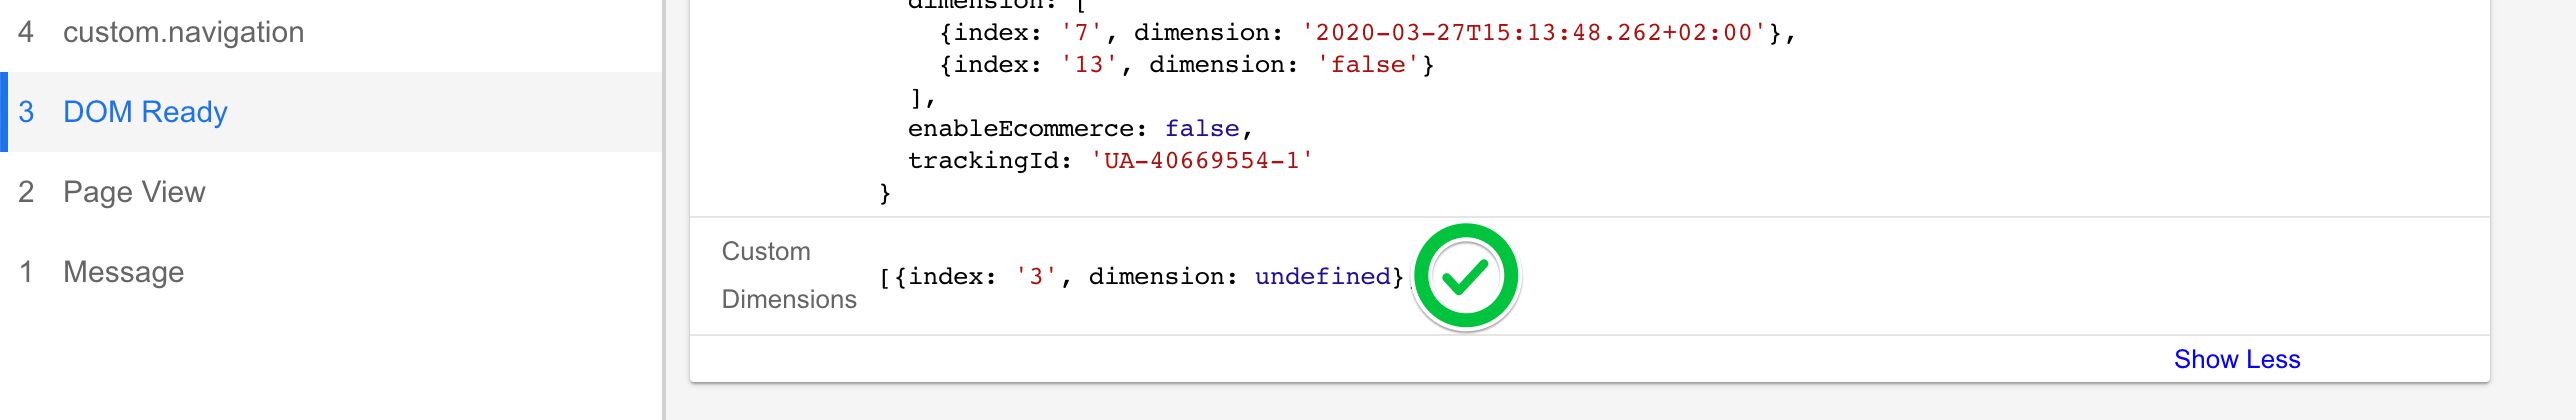 4 custom.navigation
3 DOM Ready
2 Page View
1 Message
dimension: [
{index: '7', dimension: '2020-03-27T15:13:48.262+02:00'},
{index: '13', dimension: 'false'}
],
enableEcommerce: false,
trackingId: 'UA-40669554-1'
}
Custom
Dimensions
[{index: '3', dimension: undefined}
Show Less